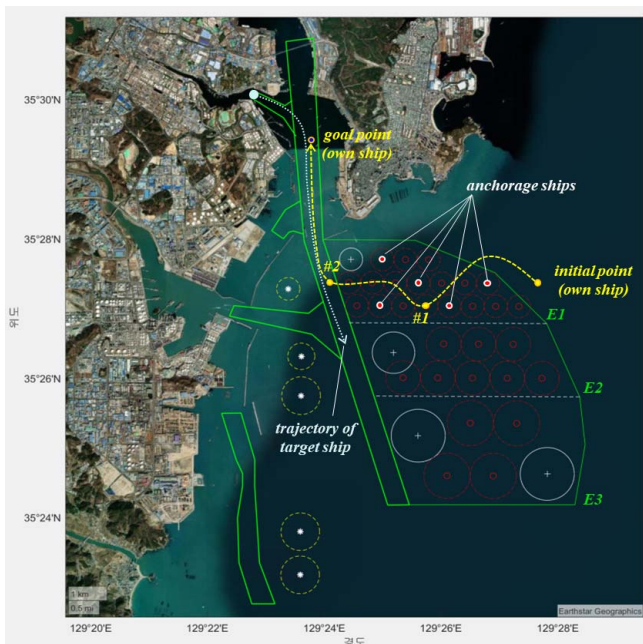 35°30'N
goal point
(own ship)
anchorage ships
35°28'N
#2
initial point
(own ship)
#1
E1
위도
35°26'N
E2
trajectory of
target ship
35°24'N
E3
1 km
0.5 mi
Earthstar Geographics
129°20'E
129°22'E
129°24'E
129°26'E
129°28'E
경도